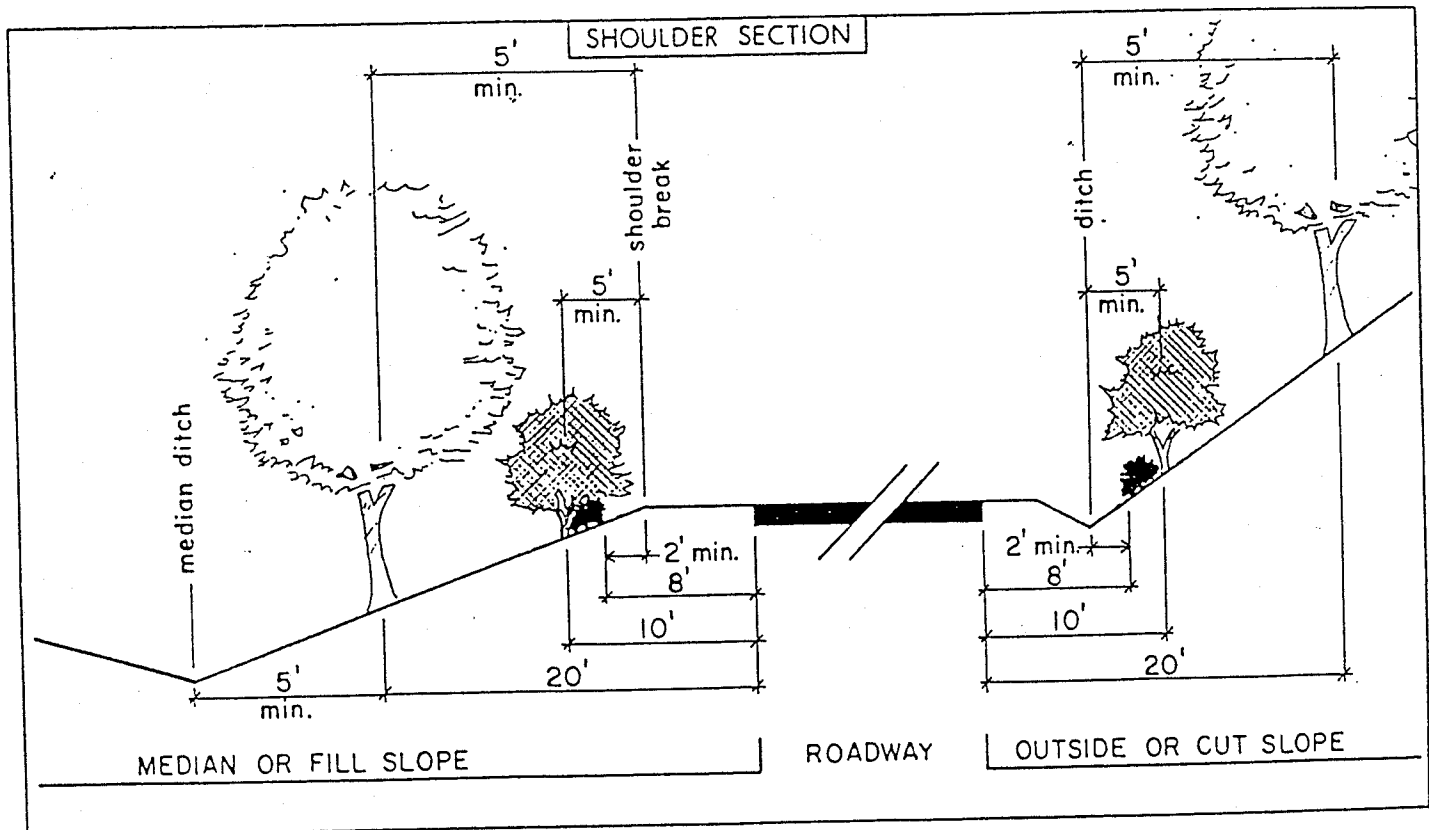 SHOULDER SECTION
5'
min.
5'
min.
shoulder
break
ditch
5'
min.
5'
min.
median ditch
2' min.
2' min.
8'
8'
10'
10'
20'
20'
5'
min.
MEDIAN OR FILL SLOPE
ROADWAY
OUTSIDE OR CUT SLOPE